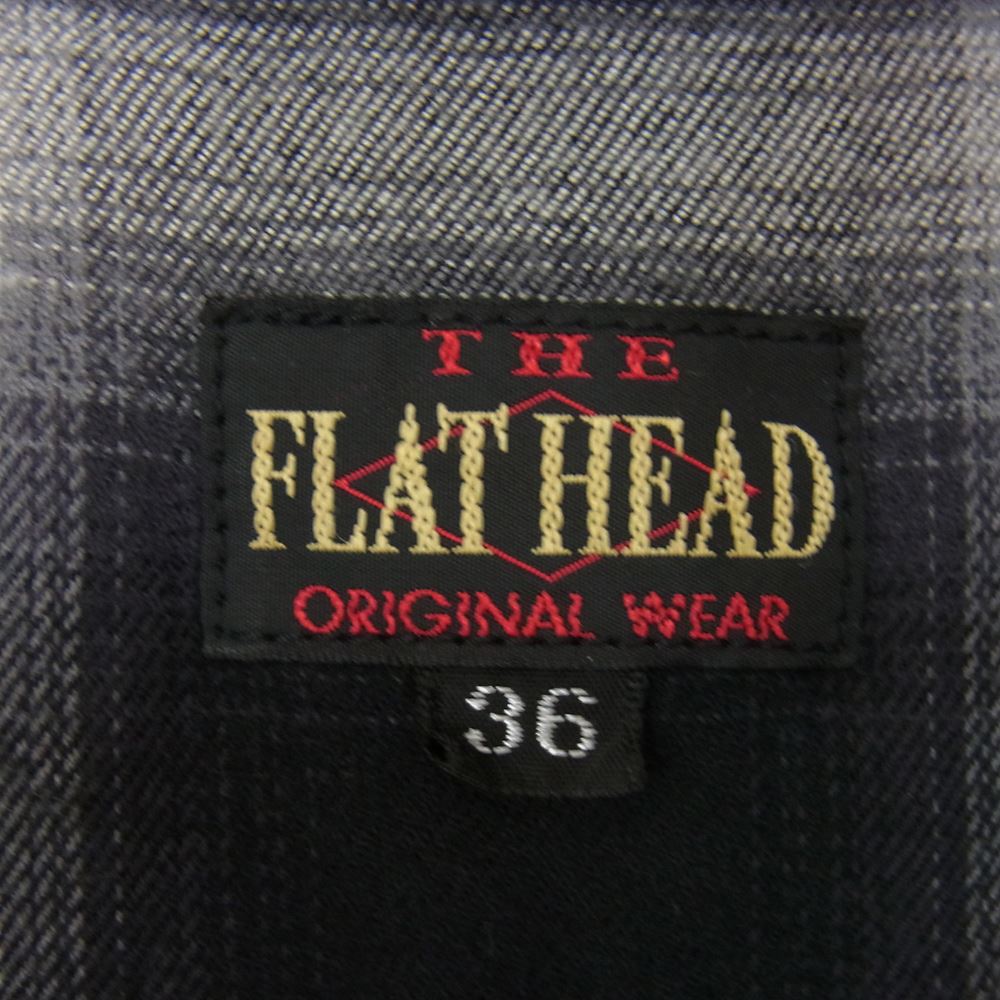 THE
FLAT HEAD
ORIGINAL WEAR
36